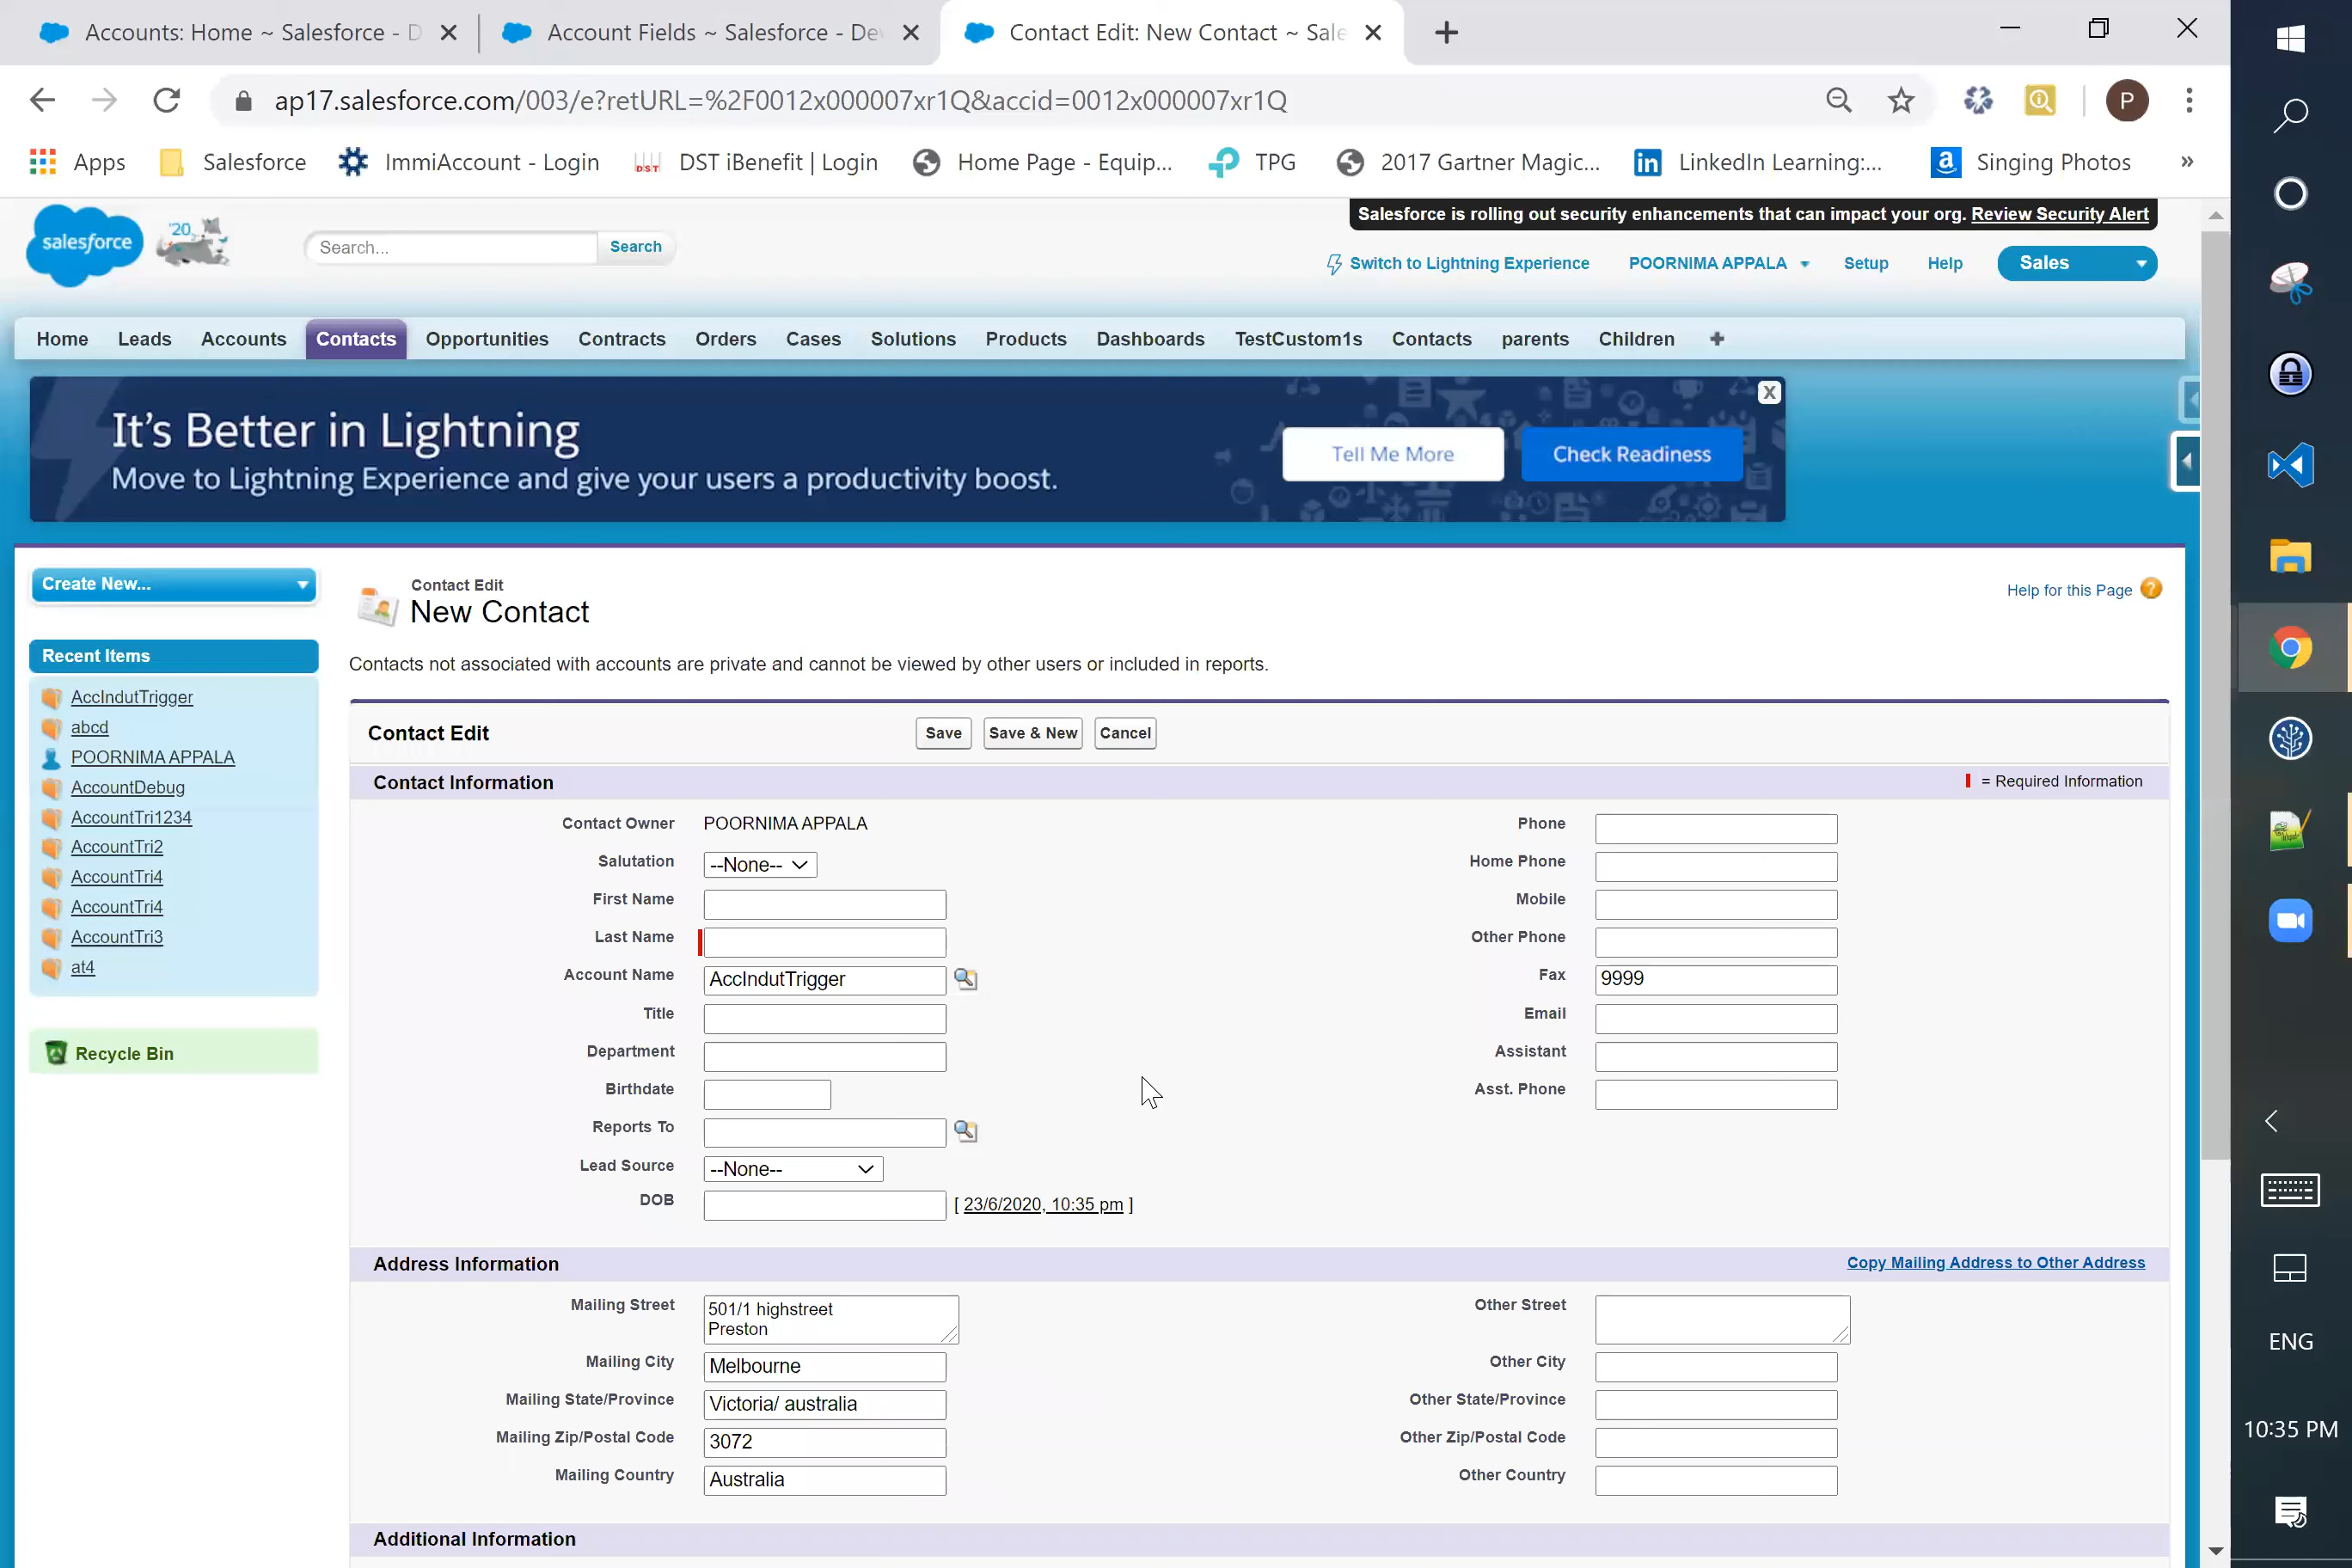 Accounts: Home ~ Salesforce - D
Account Fields ~ Salesforce - De
Contact Edit: New Contact ~ Sale
ap17.salesforce.com/003/e?retURL=%2F0012x000007xr1Q&accid=0012x000007xr1Q
P
Apps
Salesforce
ImmiAccount - Login
DST
DST iBenefit | Login
Home Page - Equip...
TPG
2017 Gartner Magic...
LinkedIn Learning:...
Singing Photos
»
Salesforce is rolling out security enhancements that can impact your org. Review Security Alert
salesforce
'20
Search...
Search
Switch to Lightning Experience
POORNIMA APPALA
Setup
Help
Sales
Home
Leads
Accounts
Contacts
Opportunities
Contracts
Orders
Cases
Solutions
Products
Dashboards
TestCustom1s
Contacts
parents
Children
It's Better in Lightning
Move to Lightning Experience and give your users a productivity boost.
Tell Me More
Check Readiness
X
Create New...
Recent Items
AccIndutTrigger
abcd
POORNIMA APPALA
AccountDebug
AccountTri1234
AccountTri2
AccountTri4
AccountTri4
AccountTri3
at4
Recycle Bin
Contact Edit
New Contact
Help for this Page
Contacts not associated with accounts are private and cannot be viewed by other users or included in reports.
Contact Edit
Save
Save & New
Cancel
Contact Information
= Required Information
Contact Owner POORNIMA APPALA
Phone
Salutation --None--
Home Phone
First Name
Mobile
Last Name
Other Phone
Account Name AccIndutTrigger
Fax 9999
Title
Email
Department
Assistant
Birthdate
Asst. Phone
Reports To
Lead Source --None--
DOB [ 23/6/2020, 10:35 pm ]
Address Information
Copy Mailing Address to Other Address
Mailing Street 501/1 highstreet
Preston
Other Street
Mailing City Melbourne
Other City
Mailing State/Province Victoria/ australia
Other State/Province
Mailing Zip/Postal Code 3072
Other Zip/Postal Code
Mailing Country Australia
Other Country
Additional Information
ENG
10:35 PM